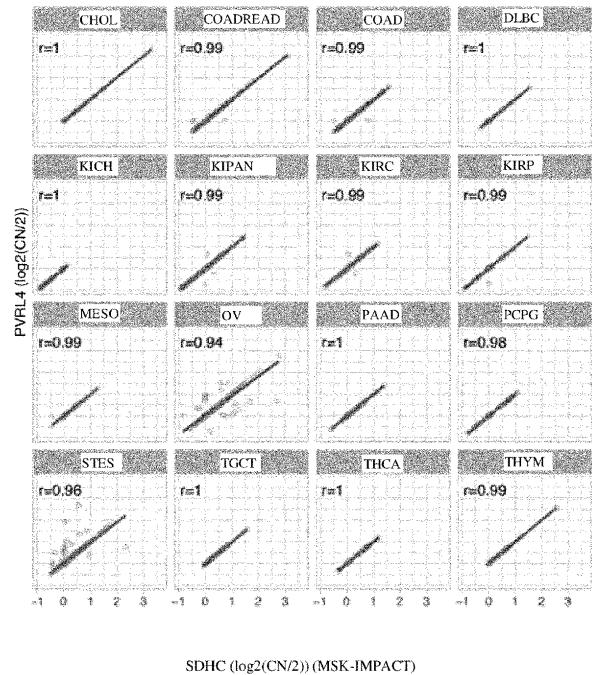 CHOL COADREAD COAD DLBC
r=1 r=0.99 r=0.99 r=1
KICH KIPAN KIRC KIRP
r=1 r=0.99 r=0.99 r=0.99
PVRL4 (log2(CN/2))
MESO OV PAAD PCPG
r=0.99 r=0.94 r=1 r=0.98
STES TGCT THCA THYM
r=0.96 r=1 r=1 r=0.99
-1 0 1 2 3 -1 0 1 2 3 -1 0 1 2 3 -1 0 1 2 3
SDHC (log2(CN/2)) (MSK-IMPACT)